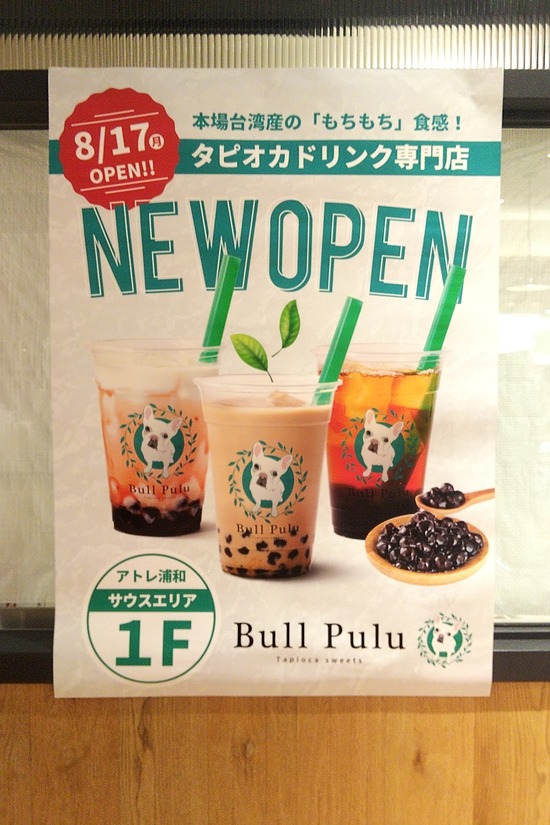 8/17月
OPEN!!
本場台湾産の「もちもち」食感！
タピオカドリンク専門店
NEW OPEN
Bull Pulu
Bull Pulu
Bull Pulu
アトレ浦和
サウスエリア
1F
Bull Pulu
Tapioca sweets